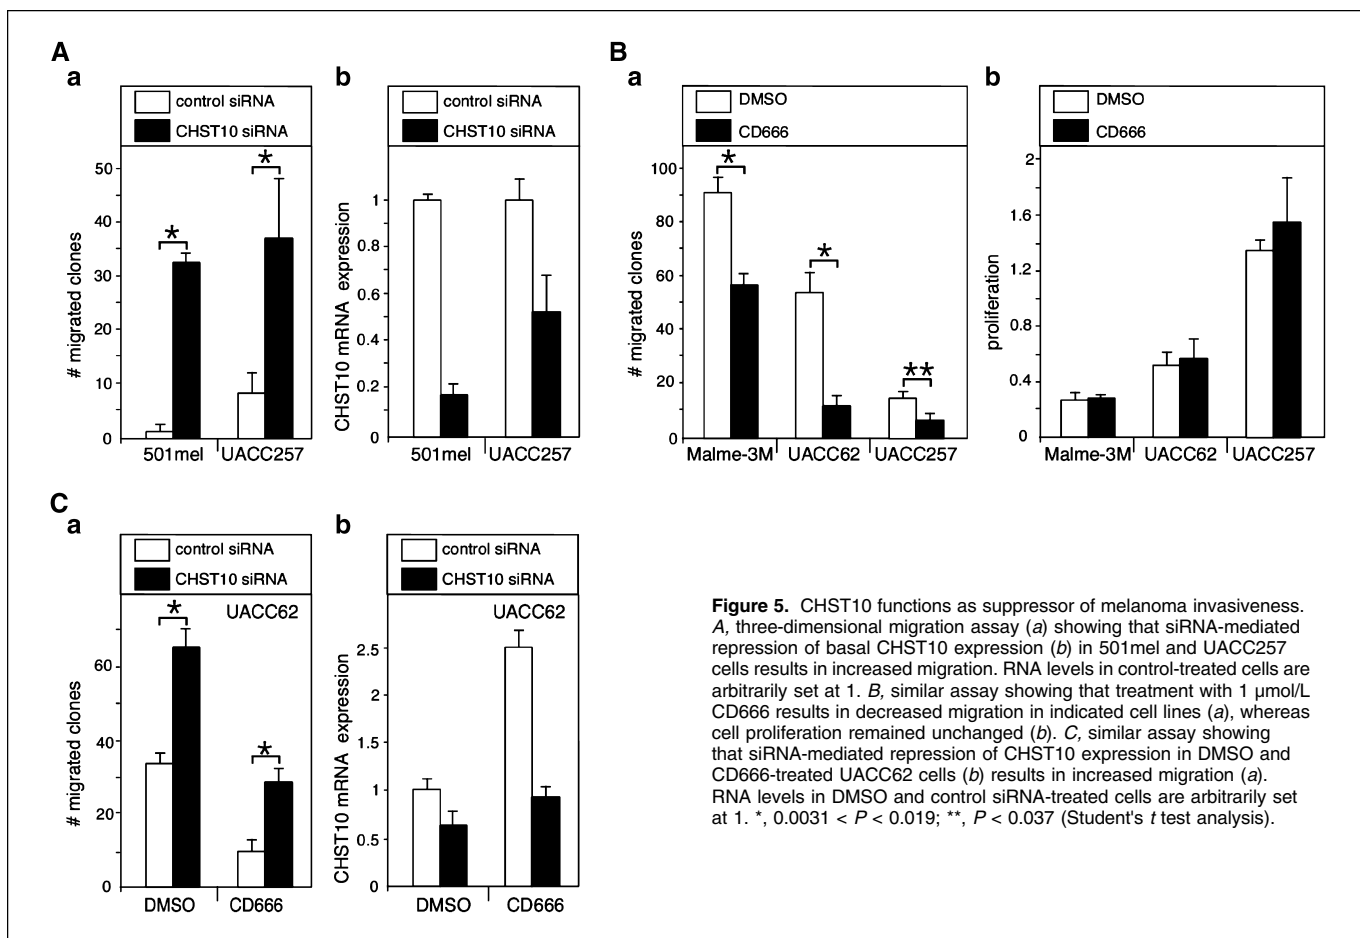 A
a
control siRNA
CHST10 siRNA
50
40
30
20
10
0
# migrated clones
*
*
501mel
UACC257
b
control siRNA
CHST10 siRNA
1
0.8
0.6
0.4
0.2
0
CHST10 mRNA expression
501mel
UACC257
B
a
DMSO
CD666
100
80
60
40
20
0
# migrated clones
*
*
**
Malme-3M
UACC62
UACC257
b
DMSO
CD666
2
1.6
1.2
0.8
0.4
0
proliferation
Malme-3M
UACC62
UACC257
C
a
control siRNA
CHST10 siRNA
UACC62
60
40
20
0
# migrated clones
*
*
DMSO
CD666
b
control siRNA
CHST10 siRNA
UACC62
2.5
2
1.5
1
0.5
0
CHST10 mRNA expression
DMSO
CD666
Figure 5. CHST10 functions as suppressor of melanoma invasiveness.
A, three-dimensional migration assay (a) showing that siRNA-mediated
repression of basal CHST10 expression (b) in 501mel and UACC257
cells results in increased migration. RNA levels in control-treated cells are
arbitrarily set at 1. B, similar assay showing that treatment with 1 μmol/L
CD666 results in decreased migration in indicated cell lines (a), whereas
cell proliferation remained unchanged (b). C, similar assay showing
that siRNA-mediated repression of CHST10 expression in DMSO and
CD666-treated UACC62 cells (b) results in increased migration (a).
RNA levels in DMSO and control siRNA-treated cells are arbitrarily set
at 1. *, 0.0031 < P < 0.019; **, P < 0.037 (Student's t test analysis).